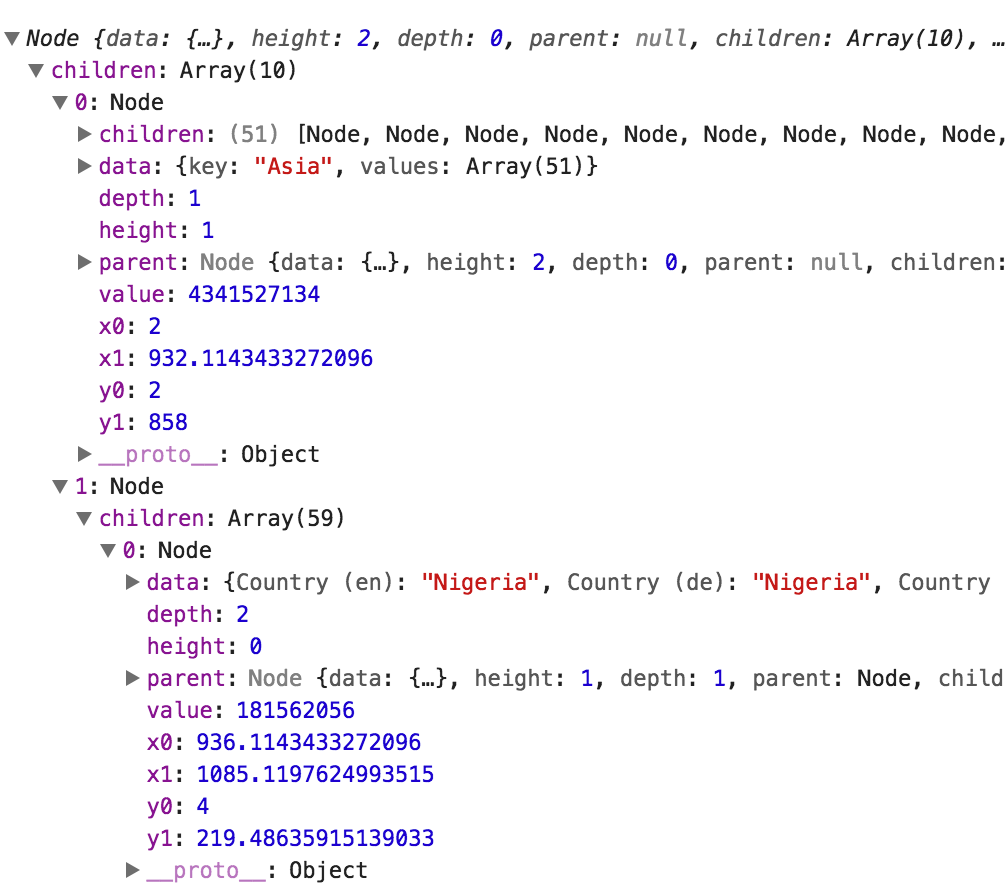 Node {data: {…}, height: 2, depth: 0, parent: null, children: Array(10), …
children: Array(10)
0: Node
children: (51) [Node, Node, Node, Node, Node, Node, Node, Node, Node,
data: {key: "Asia", values: Array(51)}
depth: 1
height: 1
parent: Node {data: {…}, height: 2, depth: 0, parent: null, children:
value: 4341527134
x0: 2
x1: 932.1143433272096
y0: 2
y1: 858
__proto__: Object
1: Node
children: Array(59)
0: Node
data: {Country (en): "Nigeria", Country (de): "Nigeria", Country
depth: 2
height: 0
parent: Node {data: {…}, height: 1, depth: 1, parent: Node, child
value: 181562056
x0: 936.1143433272096
x1: 1085.1197624993515
y0: 4
y1: 219.48635915139033
__proto__: Object